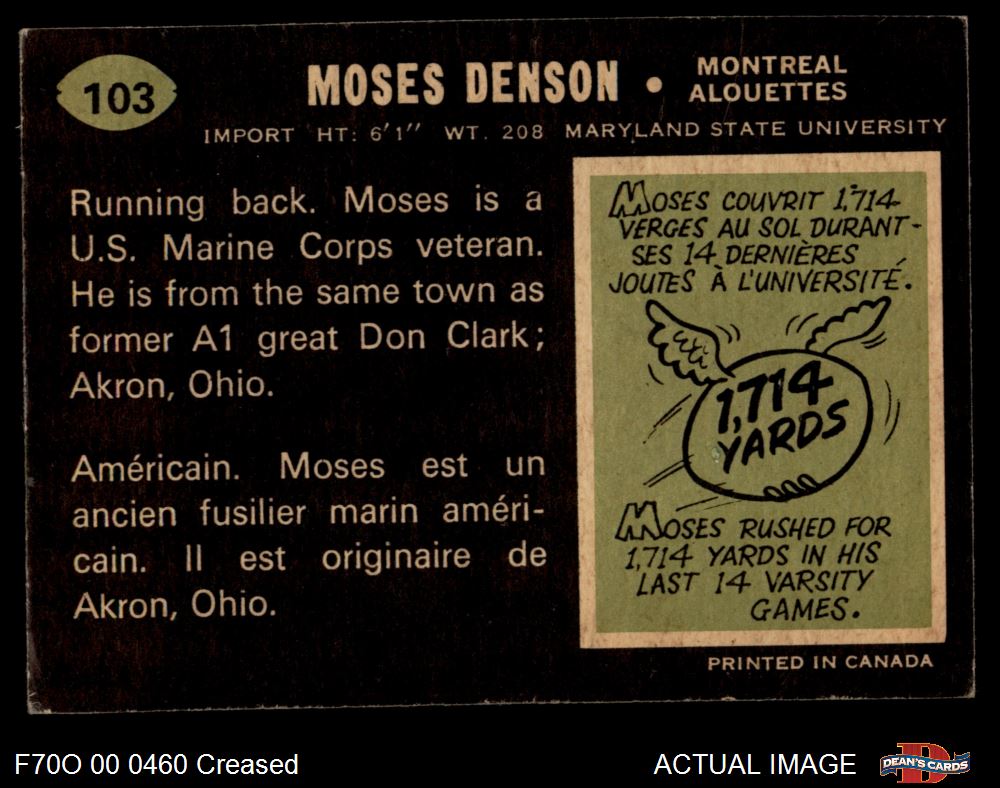 103
MOSES DENSON •
MONTREAL
ALOUETTES
IMPORT HT: 6'1" WT. 208 MARYLAND STATE UNIVERSITY
Running back. Moses is a
U.S. Marine Corps veteran.
He is from the same town as
former A1 great Don Clark;
Akron, Ohio.
Américain. Moses est un
ancien fusilier marin améri-
cain. Il est originaire de
Akron, Ohio.
MOSES COUVRIT 1,714
VERGES AU SOL DURANT-
SES 14 DERNIÈRES
JOUTES À L'UNIVERSITÉ.
1,714
YARDS
MOSES RUSHED FOR
1,714 YARDS IN HIS
LAST 14 VARSITY
GAMES.
PRINTED IN CANADA
F70O 00 0460 Creased
ACTUAL IMAGE
D
DEAN'S CARDS